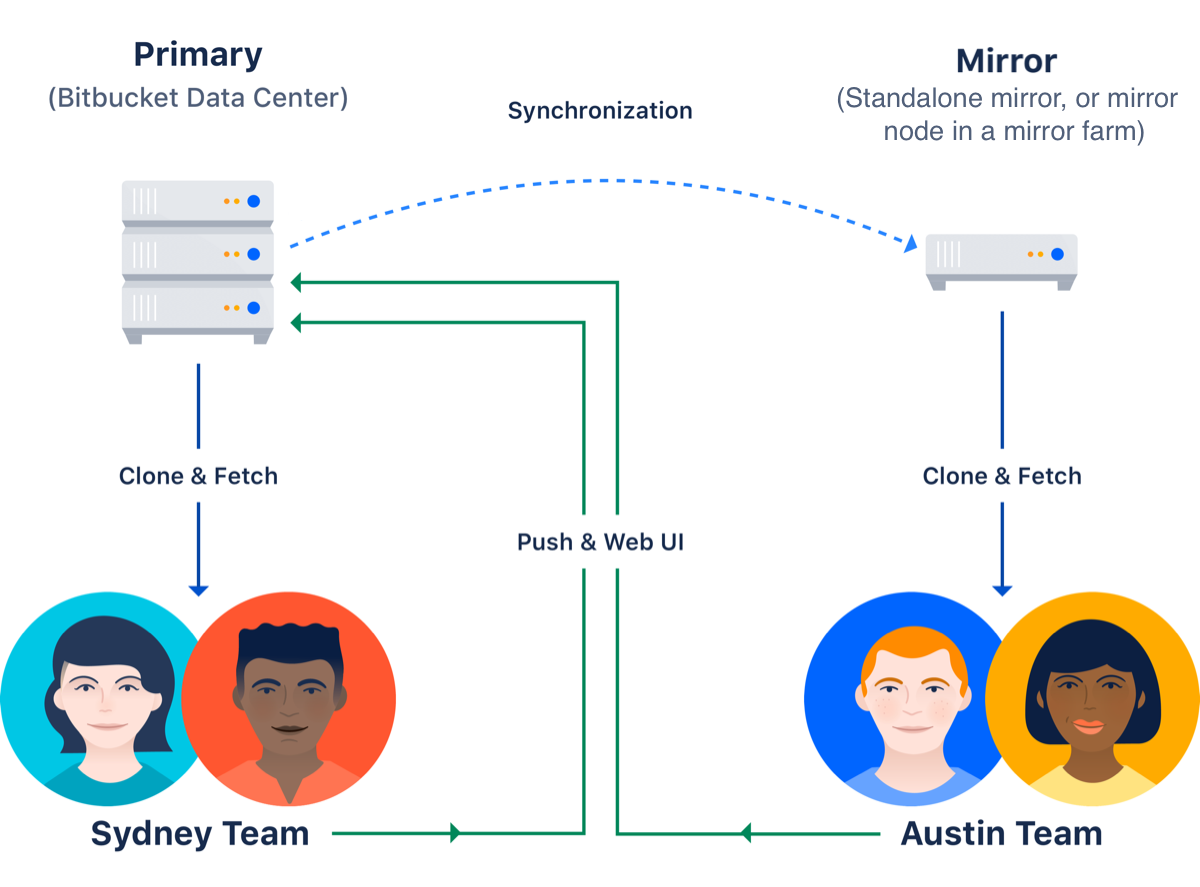 Primary
(Bitbucket Data Center)
Synchronization
Mirror
(Standalone mirror, or mirror
node in a mirror farm)
Clone & Fetch
Clone & Fetch
Push & Web UI
Sydney Team
Austin Team